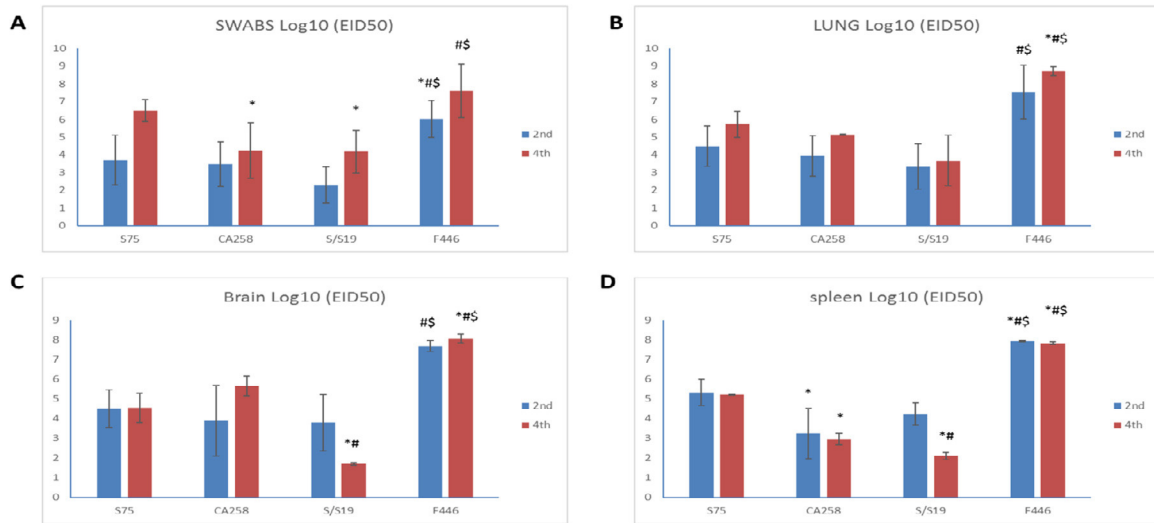 A
SWABS Log10 (EID50)
#$
*#$
*
*
10
9
8
7
6
5
4
3
2
1
0
S75
CA258
S/S19
F446
2nd
4th
B
LUNG Log10 (EID50)
*#$
#$
10
9
8
7
6
5
4
3
2
1
0
S75
CA258
S/S19
F446
2nd
4th
C
Brain Log10 (EID50)
#$
*#$
*#
9
8
7
6
5
4
3
2
1
0
S75
CA258
S/S19
F446
2nd
4th
D
spleen Log10 (EID50)
*#$
*#$
*
*
*#
9
8
7
6
5
4
3
2
1
0
S75
CA258
S/S19
F446
2nd
4th